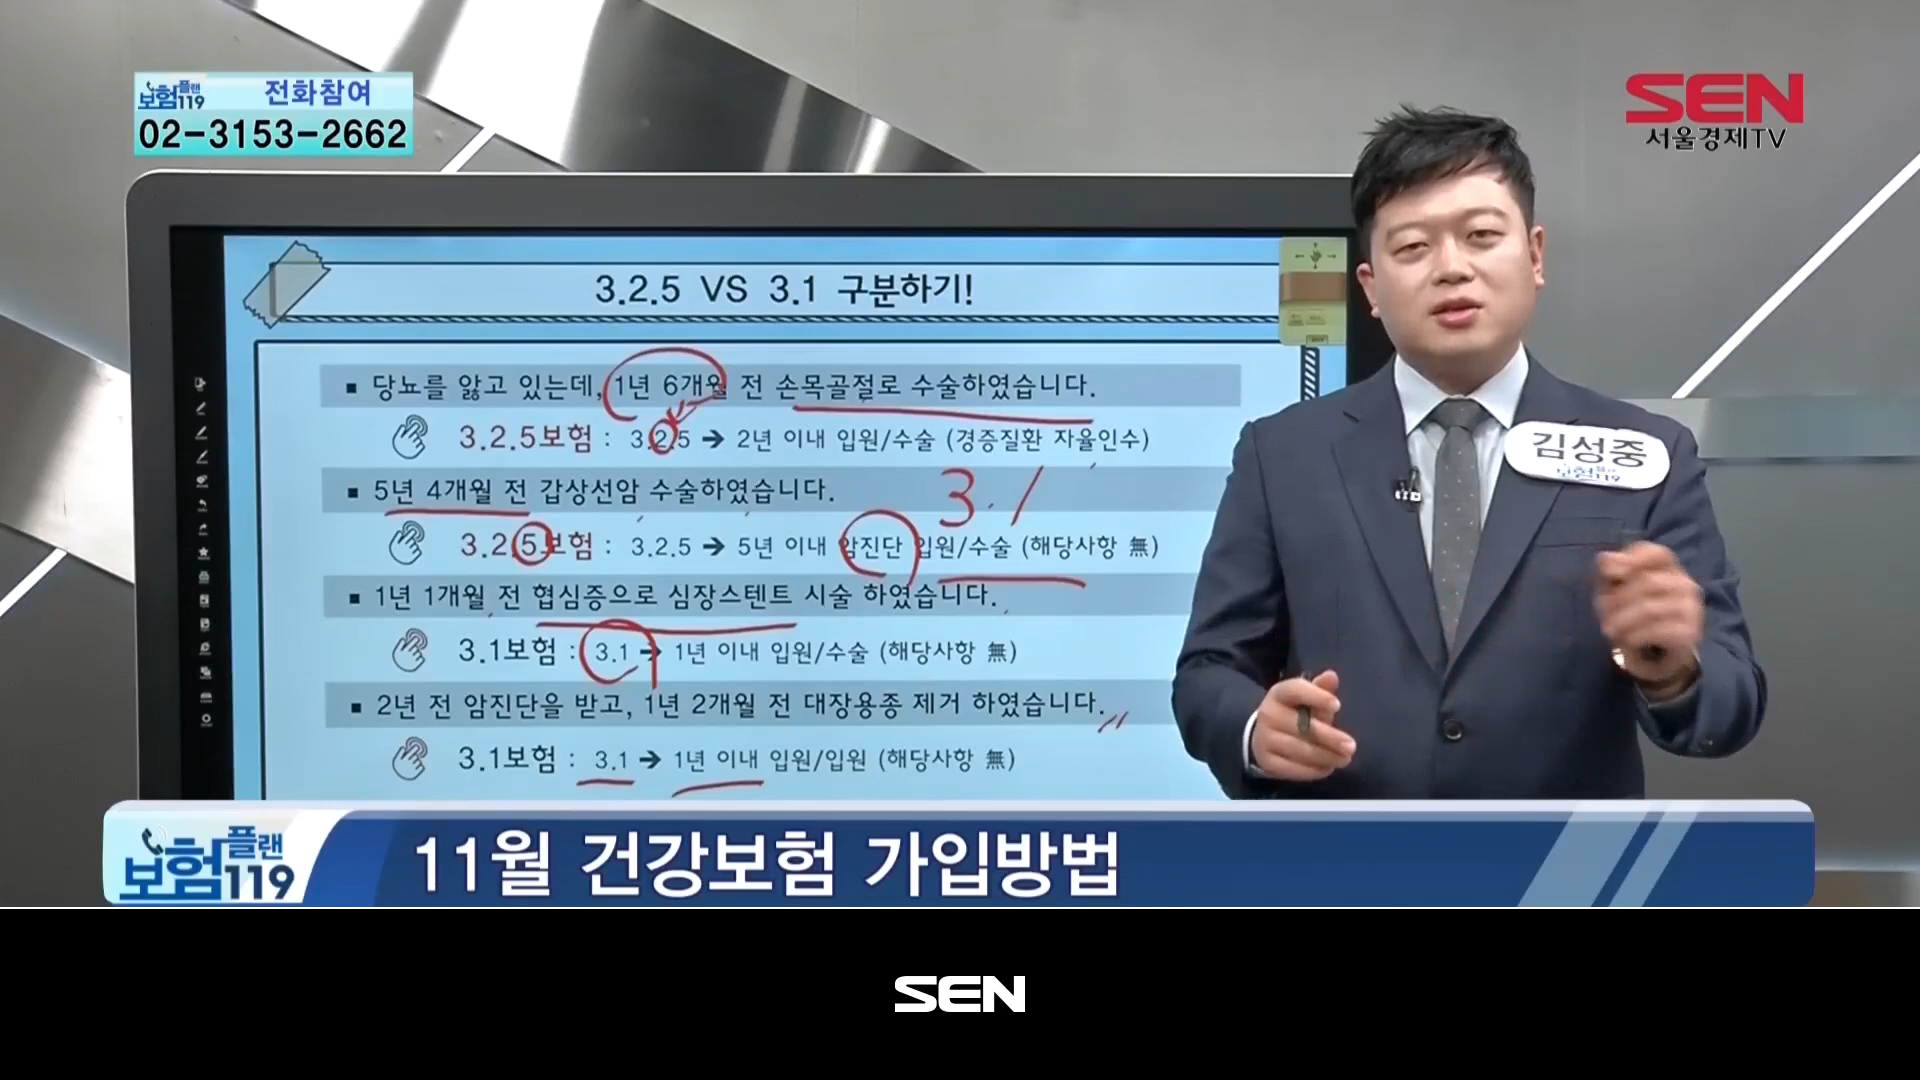 보험플랜119
전화참여
02-3153-2662
SEN
서울경제TV
3.2.5 VS 3.1 구분하기!
▪ 당뇨를 앓고 있는데, 1년 6개월 전 손목골절로 수술하였습니다.
3.2.5보험 : 3.2.5 → 2년 이내 입원/수술 (경증질환 자율인수)
3.1
▪ 5년 4개월 전 갑상선암 수술하였습니다.
3.2.5보험 : 3.2.5 → 5년 이내 암진단 입원/수술 (해당사항 無)
▪ 1년 1개월 전 협심증으로 심장스텐트 시술 하였습니다.
3.1보험 : 3.1 → 1년 이내 입원/수술 (해당사항 無)
▪ 2년 전 암진단을 받고, 1년 2개월 전 대장용종 제거 하였습니다.
3.1보험 : 3.1 → 1년 이내 입원/입원 (해당사항 無)
김성중
보험플랜119
보험플랜119
11월 건강보험 가입방법
SEN